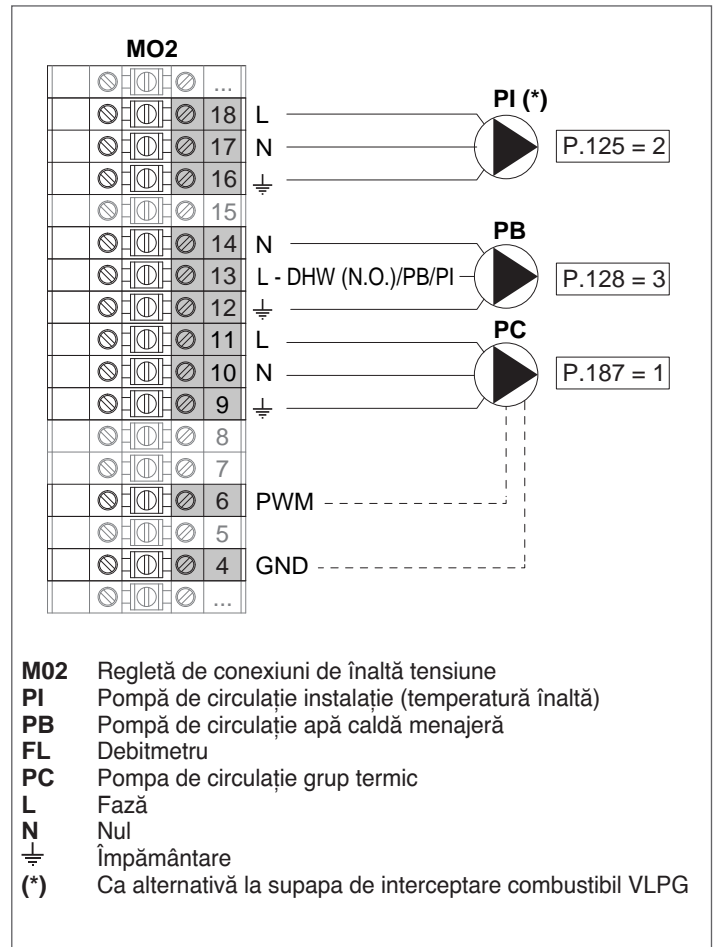 MO2
...
18 L
PI (*)
17 N
P.125 = 2
16
15
14 N
PB
13 L - DHW (N.O.)/PB/PI
P.128 = 3
12
11 L
PC
10 N
P.187 = 1
9
8
7
6 PWM
5
4 GND
...
M02 Regletă de conexiuni de înaltă tensiune
PI Pompă de circulație instalație (temperatură înaltă)
PB Pompă de circulație apă caldă menajeră
FL Debitmetru
PC Pompa de circulație grup termic
L Fază
N Nul
⏚ Împământare
(*) Ca alternativă la supapa de interceptare combustibil VLPG